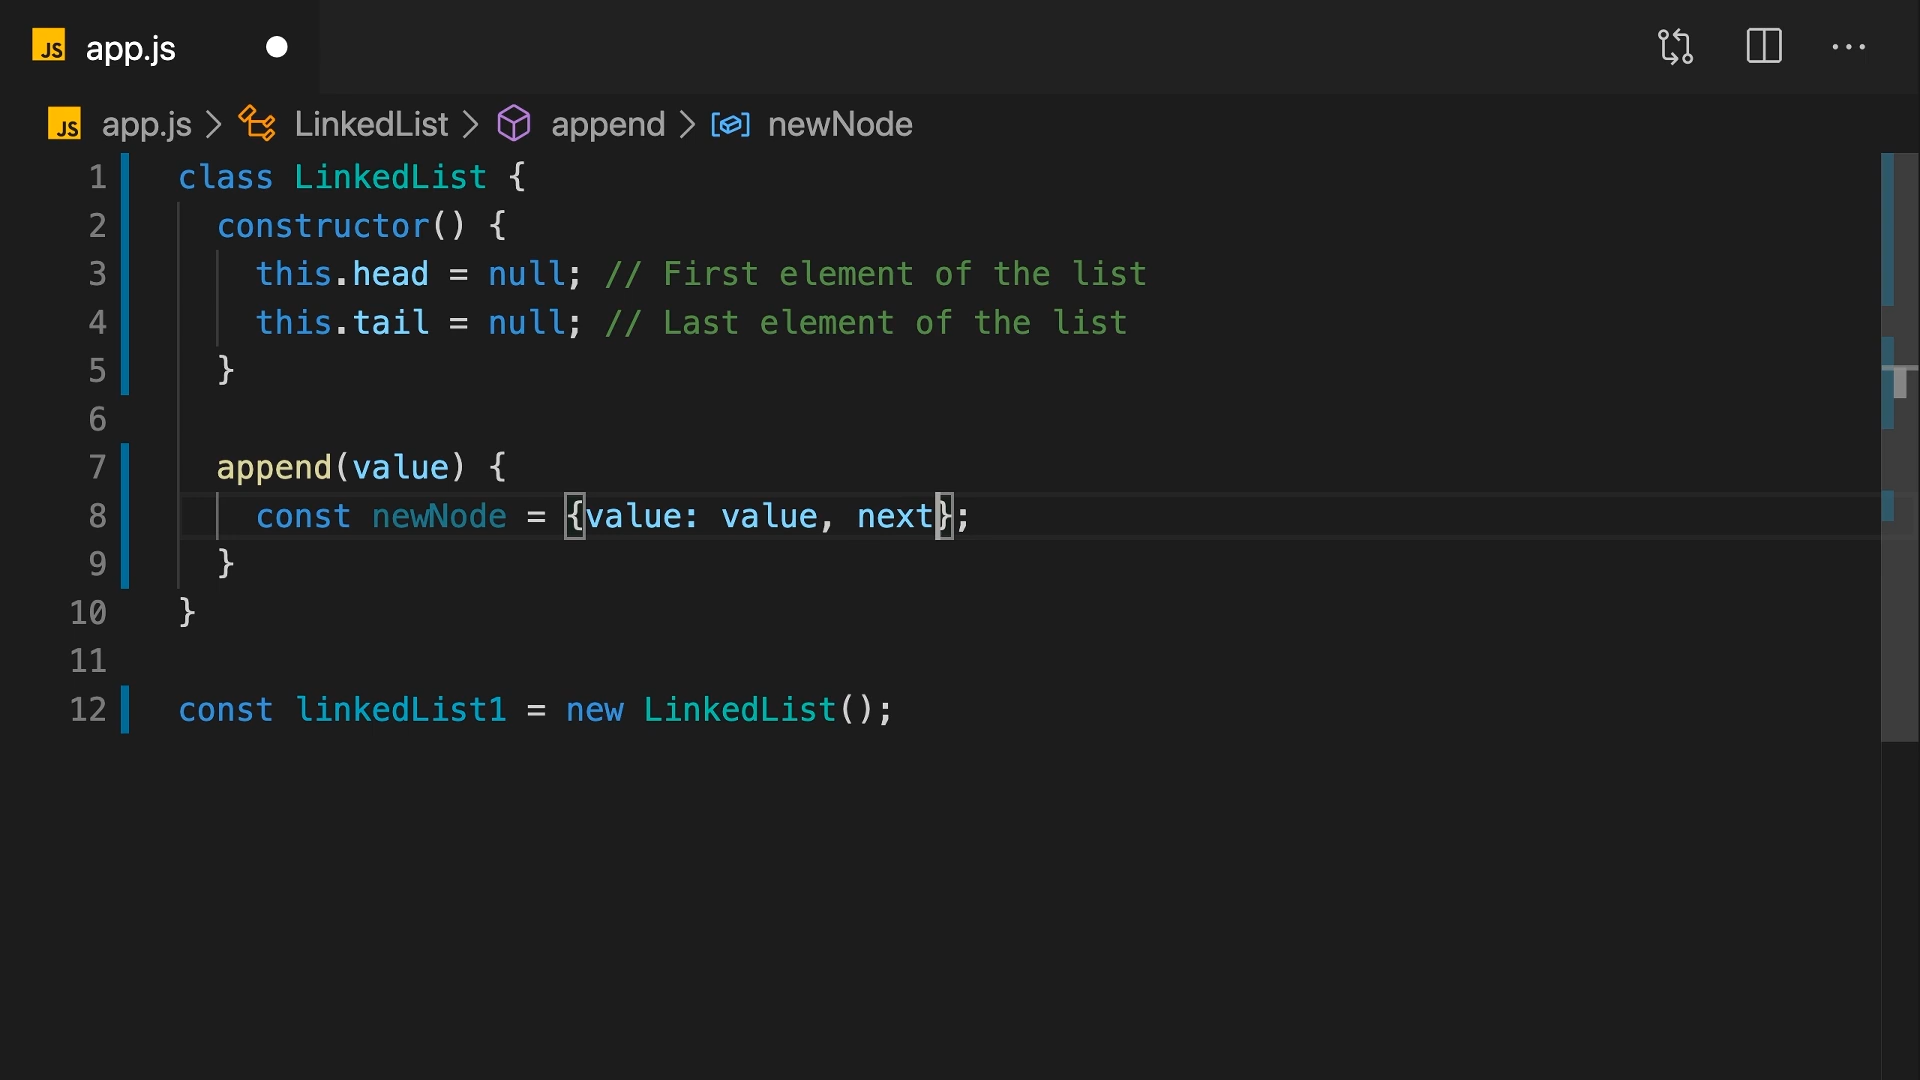 JS app.js
JS app.js > LinkedList > append > newNode
1 class LinkedList {
2 constructor() {
3 this.head = null; // First element of the list
4 this.tail = null; // Last element of the list
5 }
6
7 append(value) {
8 const newNode = {value: value, next};
9 }
10 }
11
12 const linkedList1 = new LinkedList();